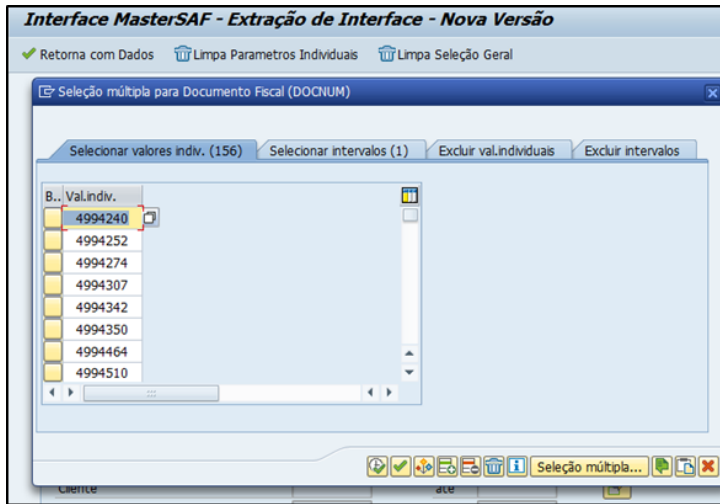 Interface MasterSAF - Extração de Interface - Nova Versão
Retorna com Dados Limpa Parametros Individuais Limpa Seleção Geral
Seleção múltipla para Documento Fiscal (DOCNUM)
Selecionar valores indiv. (156) Selecionar intervalos (1) Excluir val.individuais Excluir intervalos
B.. Val.indiv.
4994240
4994252
4994274
4994307
4994342
4994350
4994464
4994510
Seleção múltipla...
Cliente até